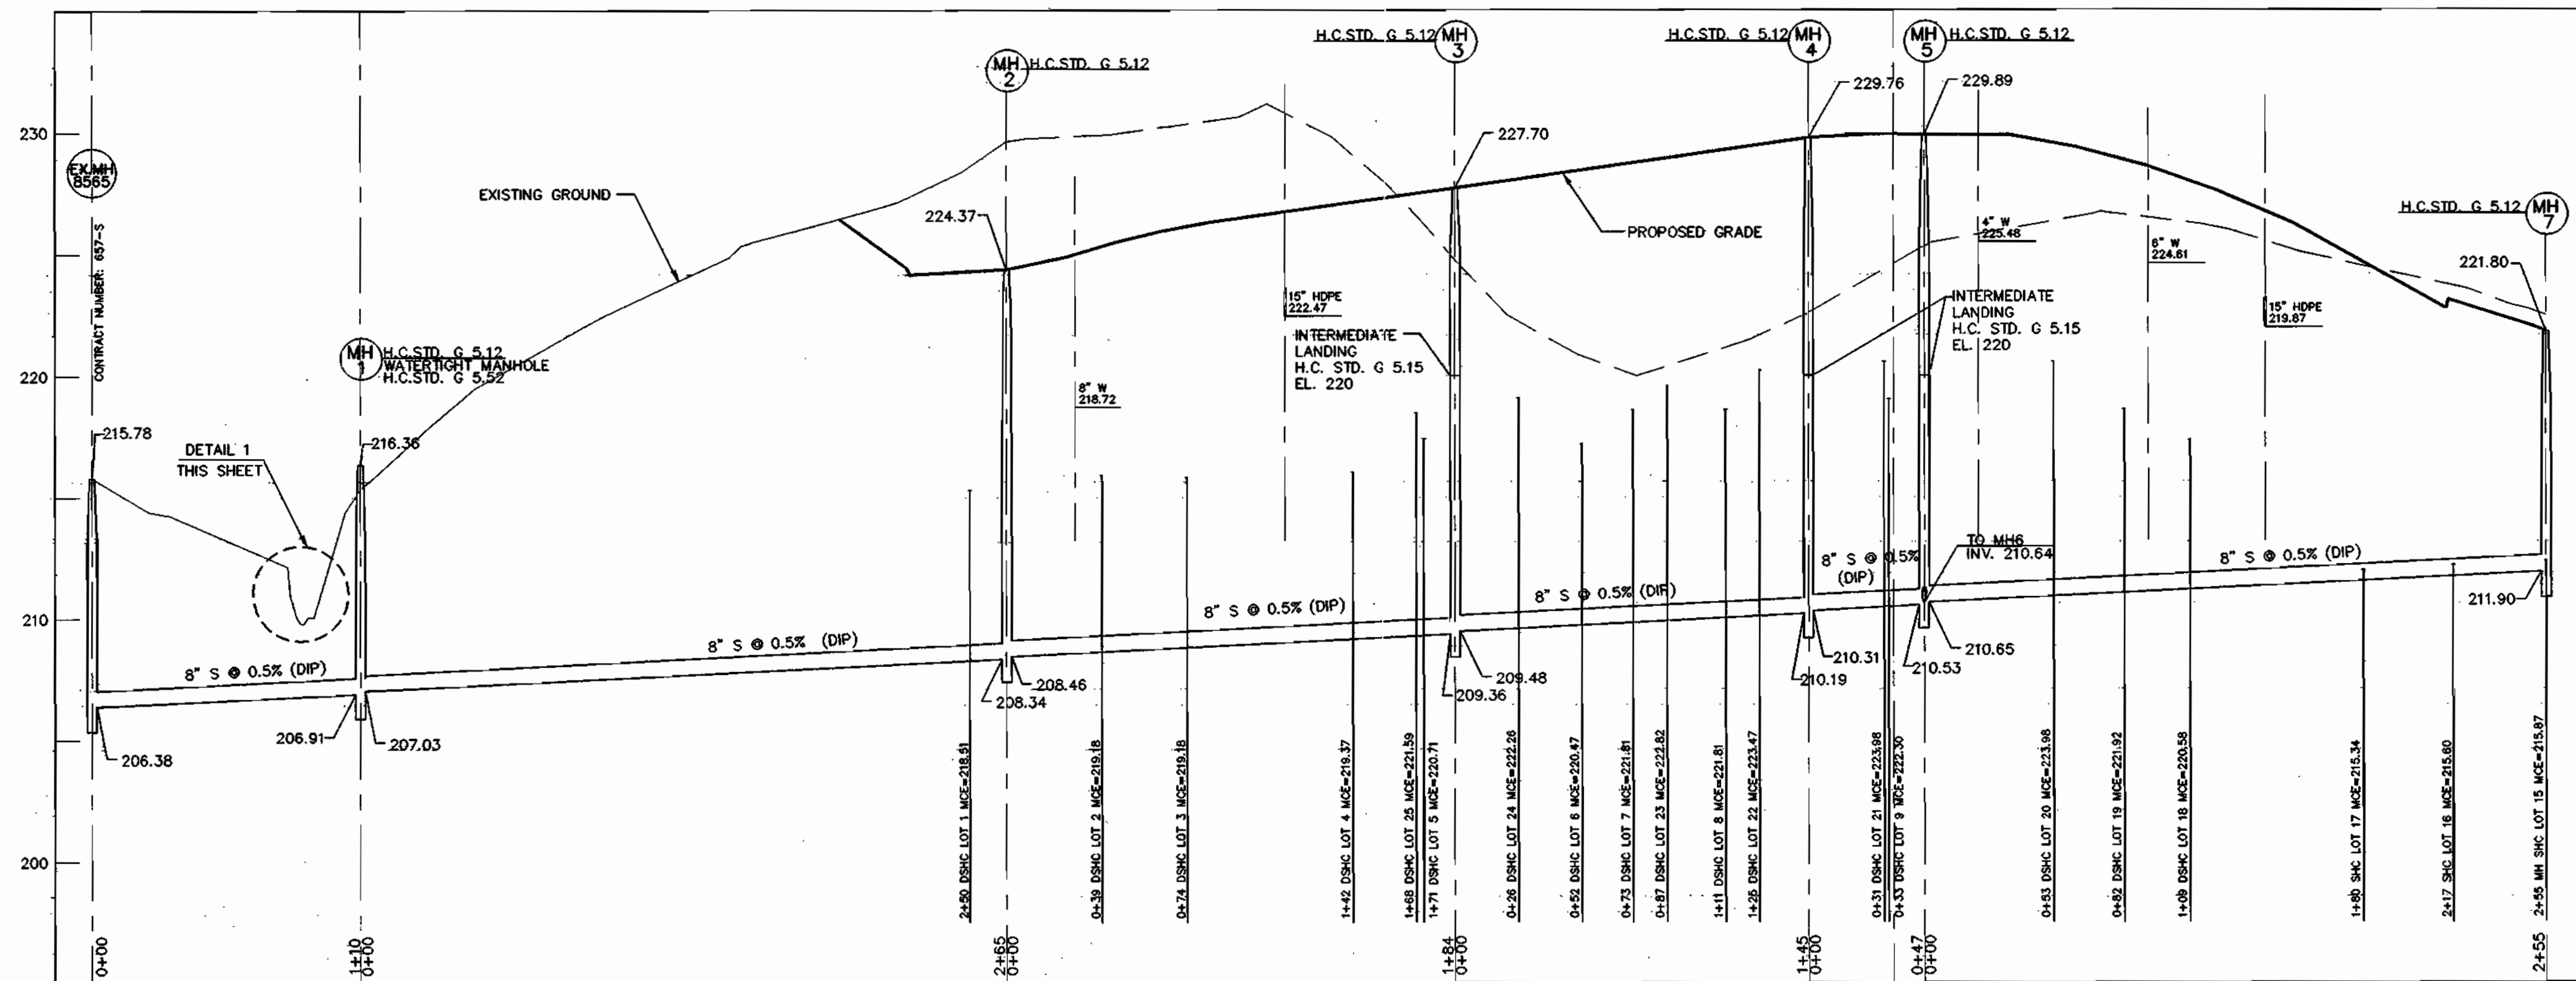 H.C.STD. G 5.12
MH
3
H.C.STD. G 5.12
MH
4
MH
5
H.C.STD. G 5.12
MH
2
H.C.STD. G 5.12
229.76
229.89
230
227.70
EX.MH
8565
EXISTING GROUND
224.37
PROPOSED GRADE
H.C.STD. G 5.12
MH
7
4" W
225.48
6" W
224.61
221.80
CONTRACT NUMBER: 657-S
15" HDPE
222.47
INTERMEDIATE
LANDING
H.C. STD. G 5.15
EL. 220
INTERMEDIATE
LANDING
H.C. STD. G 5.15
EL. 220
15" HDPE
219.87
MH
1
H.C.STD. G 5.12
WATERTIGHT MANHOLE
H.C.STD. G 5.52
220
8" W
218.72
215.78
216.36
DETAIL 1
THIS SHEET
TO MH6
INV. 210.64
8" S @ 0.5% (DIP)
8" S @ 0.5%
(DIP)
8" S @ 0.5% (DIP)
8" S @ 0.5% (DIP)
211.90
210
8" S @ 0.5% (DIP)
8" S @ 0.5% (DIP)
210.65
210.31
210.53
210.19
209.48
209.36
208.46
208.34
206.91
207.03
206.38
200
2+50 DSHC LOT 1 MCE=218.51
0+39 DSHC LOT 2 MCE=219.18
0+74 DSHC LOT 3 MCE=219.18
1+42 DSHC LOT 4 MCE=219.37
1+68 DSHC LOT 25 MCE=221.59
1+71 DSHC LOT 5 MCE=220.71
0+26 DSHC LOT 24 MCE=222.26
0+52 DSHC LOT 6 MCE=220.47
0+73 DSHC LOT 7 MCE=221.81
0+87 DSHC LOT 23 MCE=222.82
1+11 DSHC LOT 8 MCE=221.81
1+25 DSHC LOT 22 MCE=223.47
0+31 DSHC LOT 21 MCE=223.98
0+33 DSHC LOT 9 MCE=222.30
0+53 DSHC LOT 20 MCE=223.98
0+82 DSHC LOT 19 MCE=221.92
1+09 DSHC LOT 18 MCE=220.58
1+80 SHC LOT 17 MCE=215.34
2+17 SHC LOT 16 MCE=215.60
2+55 MH SHC LOT 15 MCE=215.87
0+00
1+10
0+00
2+65
0+00
1+84
0+00
1+45
0+00
0+47
0+00
2+55